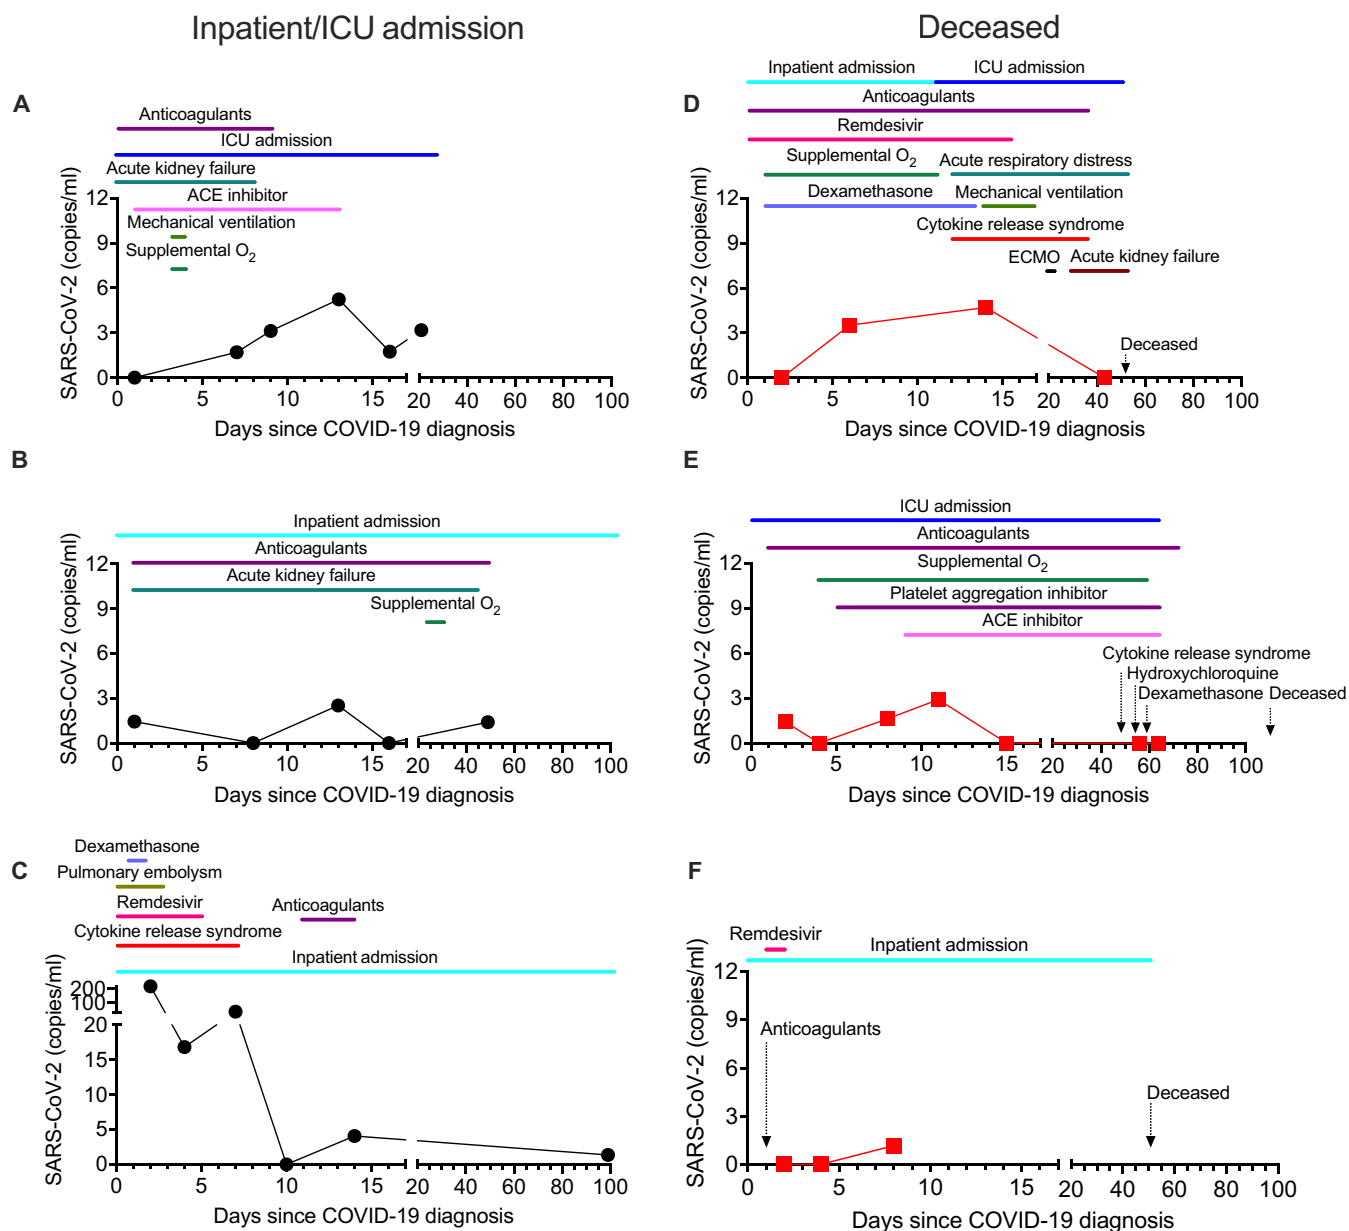 Inpatient/ICU admission
Deceased
A
Anticoagulants
ICU admission
Acute kidney failure
ACE inhibitor
Mechanical ventilation
Supplemental O2
SARS-CoV-2 (copies/ml)
12
9
6
3
0
0 5 10 15 20 40 60 80 100
Days since COVID-19 diagnosis
D
Inpatient admission
ICU admission
Anticoagulants
Remdesivir
Supplemental O2
Acute respiratory distress
Dexamethasone
Mechanical ventilation
Cytokine release syndrome
ECMO
Acute kidney failure
Deceased
SARS-CoV-2 (copies/ml)
12
9
6
3
0
0 5 10 15 20 40 60 80 100
Days since COVID-19 diagnosis
B
Inpatient admission
Anticoagulants
Acute kidney failure
Supplemental O2
SARS-CoV-2 (copies/ml)
12
9
6
3
0
0 5 10 15 20 40 60 80 100
Days since COVID-19 diagnosis
E
ICU admission
Anticoagulants
Supplemental O2
Platelet aggregation inhibitor
ACE inhibitor
Cytokine release syndrome
Hydroxychloroquine
Dexamethasone Deceased
SARS-CoV-2 (copies/ml)
12
9
6
3
0
0 5 10 15 20 40 60 80 100
Days since COVID-19 diagnosis
C
Dexamethasone
Pulmonary embolysm
Remdesivir
Anticoagulants
Cytokine release syndrome
Inpatient admission
SARS-CoV-2 (copies/ml)
200
100
20
15
10
5
0
0 5 10 15 20 40 60 80 100
Days since COVID-19 diagnosis
F
Remdesivir
Inpatient admission
Anticoagulants
Deceased
SARS-CoV-2 (copies/ml)
12
9
6
3
0
0 5 10 15 20 40 60 80 100
Days since COVID-19 diagnosis